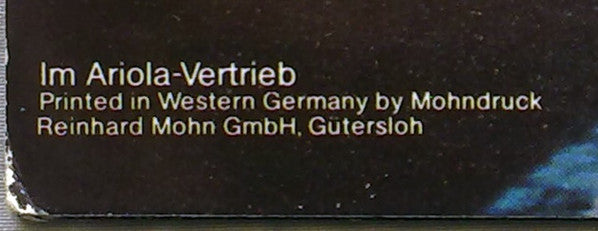 Im Ariola-Vertrieb
Printed in Western Germany by Mohndruck
Reinhard Mohn GmbH, Gütersloh